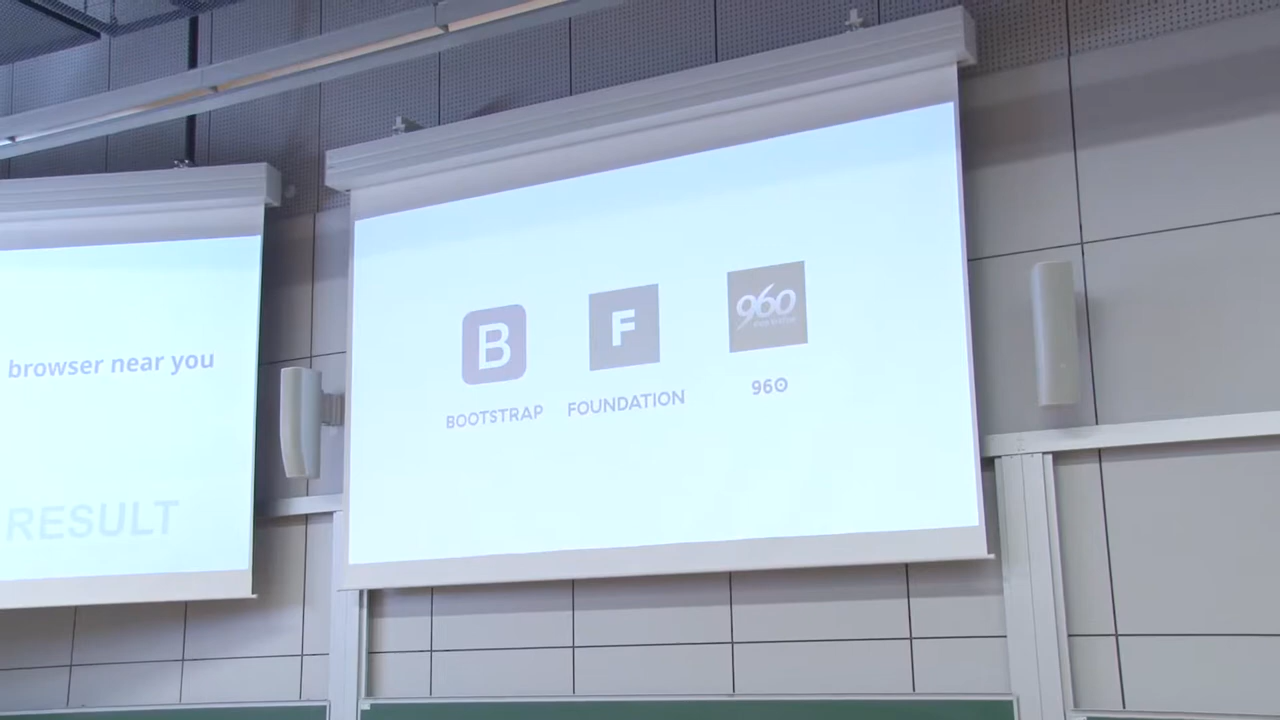 browser near you
RESULT
B
F
960
BOOTSTRAP
FOUNDATION
960